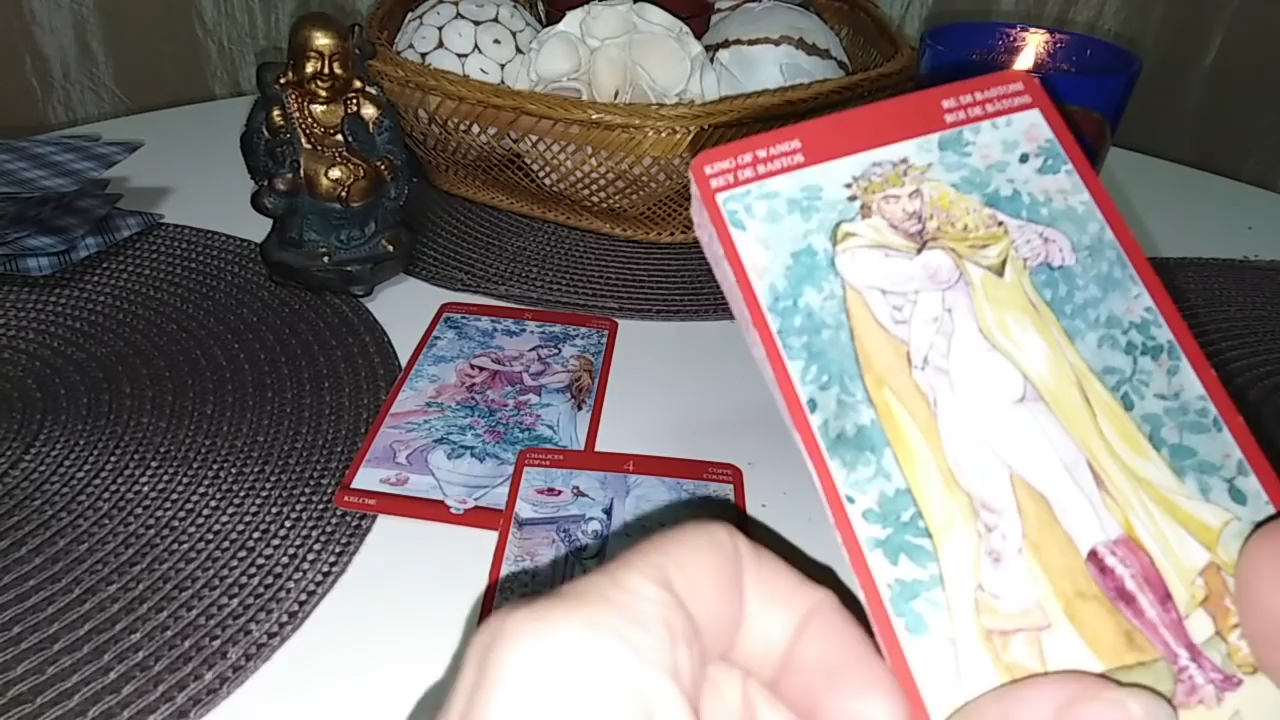 KING OF WANDS
REY DE BASTOS
RE DI BASTONI
ROI DE BÂTONS
8
KELCHE
CHALICES
COPAS
4
COPPE
COUPES